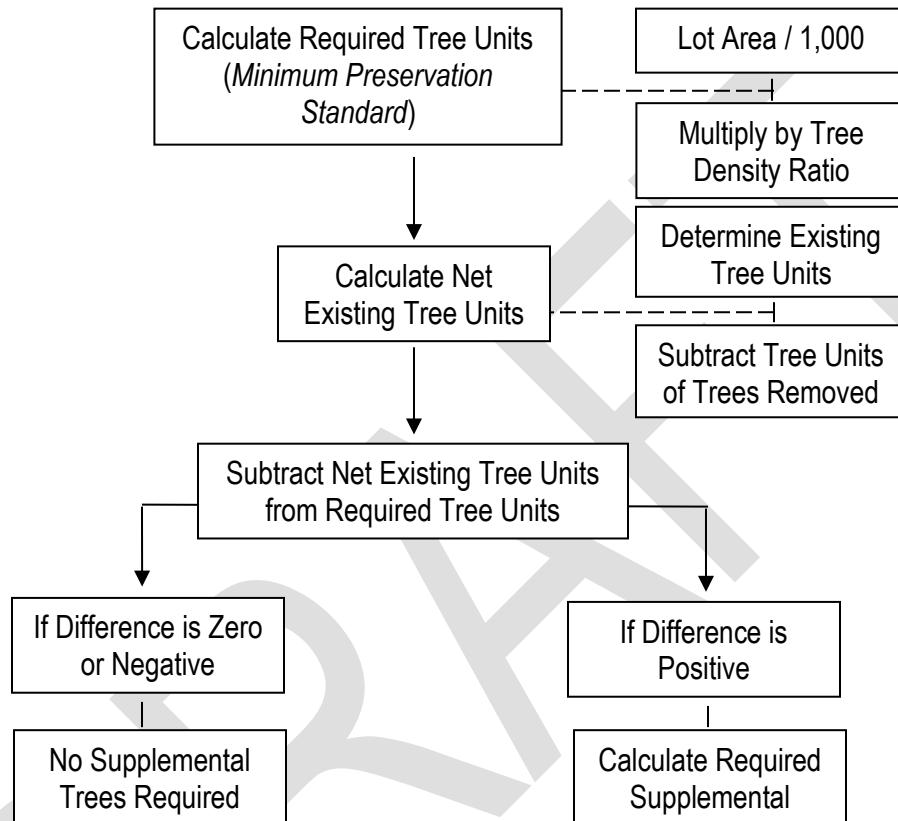 Calculate Required Tree Units
(Minimum Preservation
Standard)
Lot Area / 1,000
Multiply by Tree
Density Ratio
Calculate Net
Existing Tree Units
Determine Existing
Tree Units
Subtract Tree Units
of Trees Removed
Subtract Net Existing Tree Units
from Required Tree Units
If Difference is Zero
or Negative
If Difference is
Positive
No Supplemental
Trees Required
Calculate Required
Supplemental
DRAFT